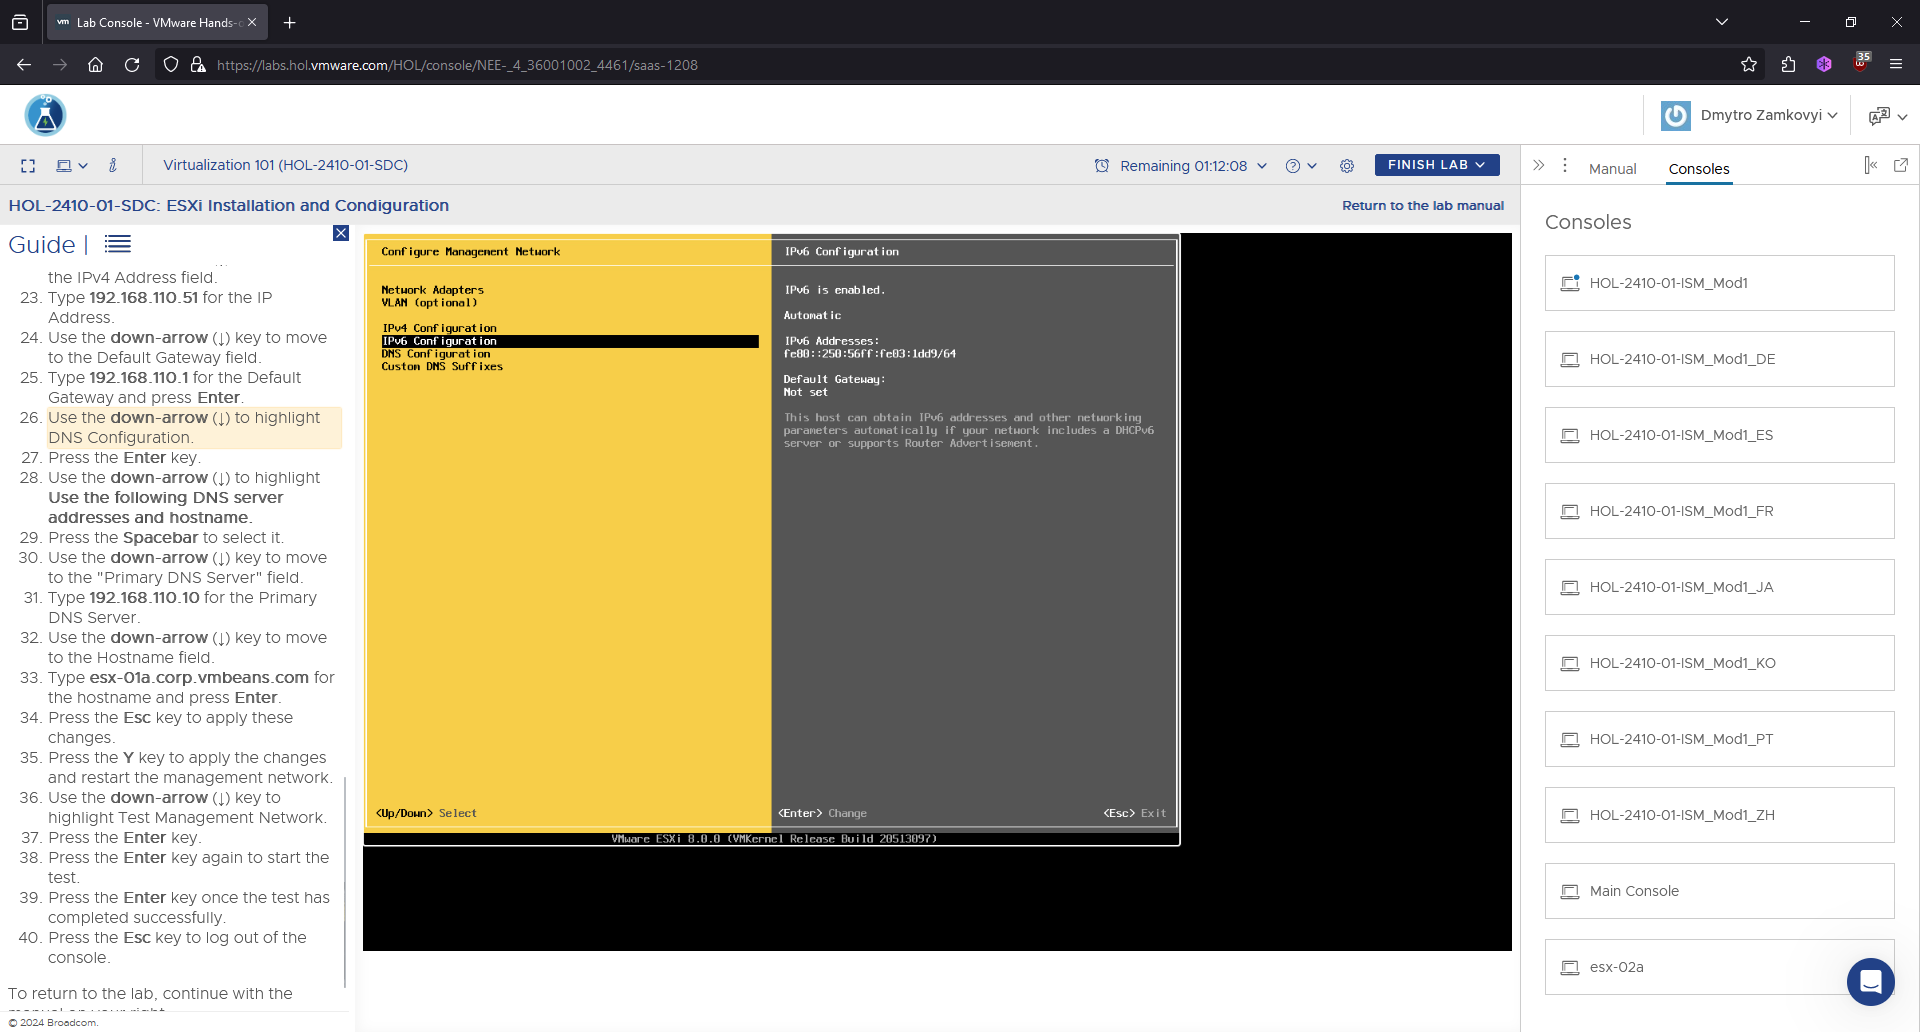 Lab Console - VMware Hands-o
https://labs.hol.vmware.com/HOL/console/NEE-_4_36001002_4461/saas-1208
35
Dmytro Zamkovyi
Virtualization 101 (HOL-2410-01-SDC)
Remaining 01:12:08
FINISH LAB
Manual
Consoles
HOL-2410-01-SDC: ESXi Installation and Condiguration
Return to the lab manual
Guide |
the IPv4 Address field.
23. Type 192.168.110.51 for the IP
Address.
24. Use the down-arrow (↓) key to move
to the Default Gateway field.
25. Type 192.168.110.1 for the Default
Gateway and press Enter.
26. Use the down-arrow (↓) to highlight
DNS Configuration.
27. Press the Enter key.
28. Use the down-arrow (↓) to highlight
Use the following DNS server
addresses and hostname.
29. Press the Spacebar to select it.
30. Use the down-arrow (↓) key to move
to the "Primary DNS Server" field.
31. Type 192.168.110.10 for the Primary
DNS Server.
32. Use the down-arrow (↓) key to move
to the Hostname field.
33. Type esx-01a.corp.vmbeans.com for
the hostname and press Enter.
34. Press the Esc key to apply these
changes.
35. Press the Y key to apply the changes
and restart the management network.
36. Use the down-arrow (↓) key to
highlight Test Management Network.
37. Press the Enter key.
38. Press the Enter key again to start the
test.
39. Press the Enter key once the test has
completed successfully.
40. Press the Esc key to log out of the
console.
To return to the lab, continue with the
© 2024 Broadcom.
Configure Management Network
Network Adapters
VLAN (optional)
IPv4 Configuration
IPv6 Configuration
DNS Configuration
Custom DNS Suffixes
<Up/Down> Select
IPv6 Configuration
IPv6 is enabled.
Automatic
IPv6 Addresses:
fe80::250:56ff:fe03:1dd9/64
Default Gateway:
Not set
This host can obtain IPv6 addresses and other networking
parameters automatically if your network includes a DHCPv6
server or supports Router Advertisement.
<Enter> Change
<Esc> Exit
VMware ESXi 8.0.0 (VMKernel Release Build 20513097)
Consoles
HOL-2410-01-ISM_Mod1
HOL-2410-01-ISM_Mod1_DE
HOL-2410-01-ISM_Mod1_ES
HOL-2410-01-ISM_Mod1_FR
HOL-2410-01-ISM_Mod1_JA
HOL-2410-01-ISM_Mod1_KO
HOL-2410-01-ISM_Mod1_PT
HOL-2410-01-ISM_Mod1_ZH
Main Console
esx-02a